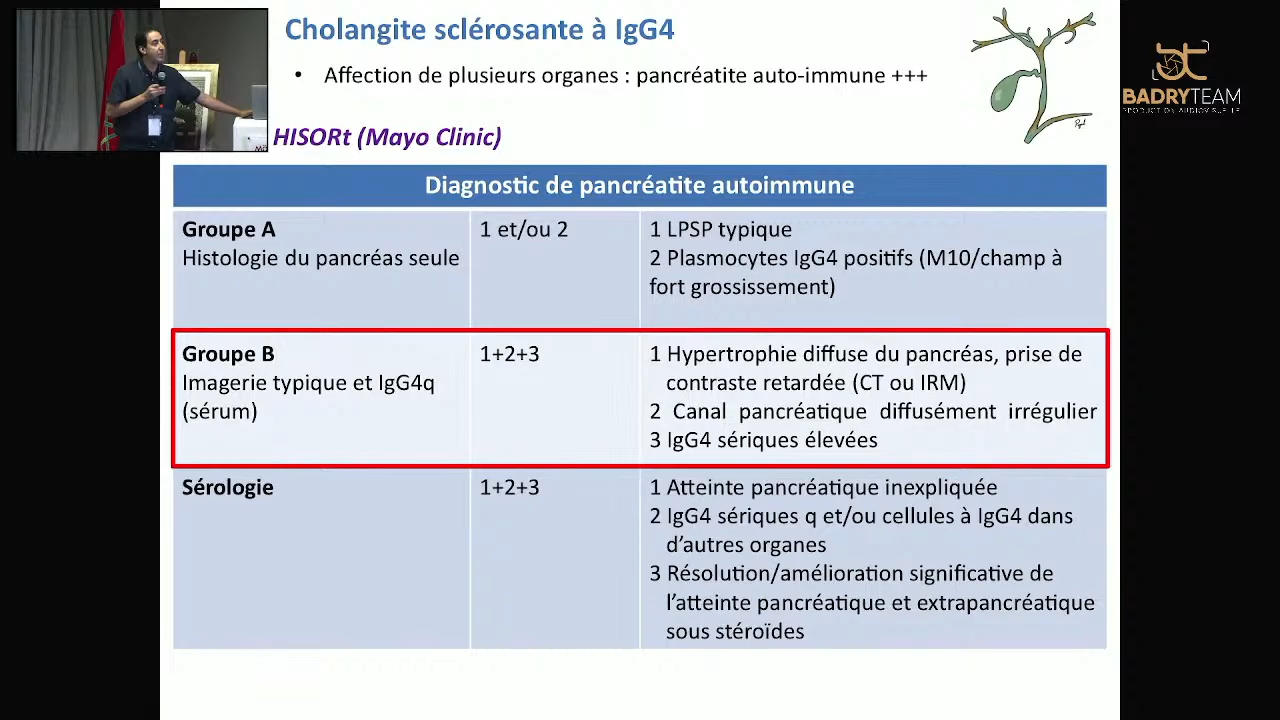 Cholangite sclérosante à IgG4
• Affection de plusieurs organes : pancréatite auto-immune +++
HISORt (Mayo Clinic)
BADRYTEAM
Diagnostic de pancréatite autoimmune
Groupe A
Histologie du pancréas seule
1 et/ou 2
1 LPSP typique
2 Plasmocytes IgG4 positifs (M10/champ à
fort grossissement)
Groupe B
Imagerie typique et IgG4q
(sérum)
1+2+3
1 Hypertrophie diffuse du pancréas, prise de
contraste retardée (CT ou IRM)
2 Canal pancréatique diffusément irrégulier
3 IgG4 sériques élevées
Sérologie
1+2+3
1 Atteinte pancréatique inexpliquée
2 IgG4 sériques q et/ou cellules à IgG4 dans
d'autres organes
3 Résolution/amélioration significative de
l'atteinte pancréatique et extrapancréatique
sous stéroïdes